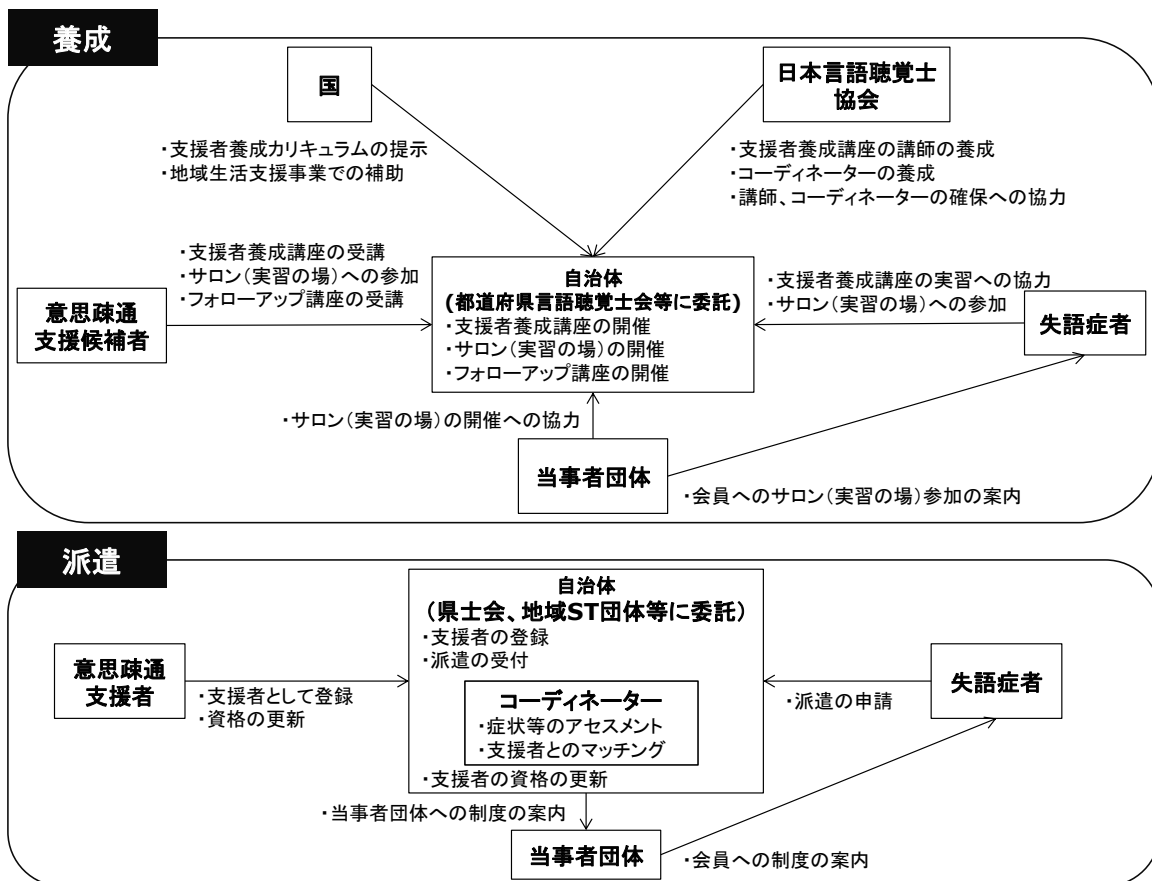 養成
国
日本言語聴覚士
協会
・支援者養成カリキュラムの提示
・地域生活支援事業での補助
・支援者養成講座の講師の養成
・コーディネーターの養成
・講師、コーディネーターの確保への協力
・支援者養成講座の受講
・サロン(実習の場)への参加
・フォローアップ講座の受講
意思疎通
支援候補者
自治体
(都道府県言語聴覚士会等に委託)
・支援者養成講座の開催
・サロン(実習の場)の開催
・フォローアップ講座の開催
・支援者養成講座の実習への協力
・サロン(実習の場)への参加
失語症者
・サロン(実習の場)の開催への協力
当事者団体
・会員へのサロン(実習の場)参加の案内
派遣
自治体
(県士会、地域ST団体等に委託)
・支援者の登録
・派遣の受付
意思疎通
支援者
・支援者として登録
・資格の更新
コーディネーター
・症状等のアセスメント
・支援者とのマッチング
・支援者の資格の更新
・派遣の申請
失語症者
・当事者団体への制度の案内
当事者団体
・会員への制度の案内